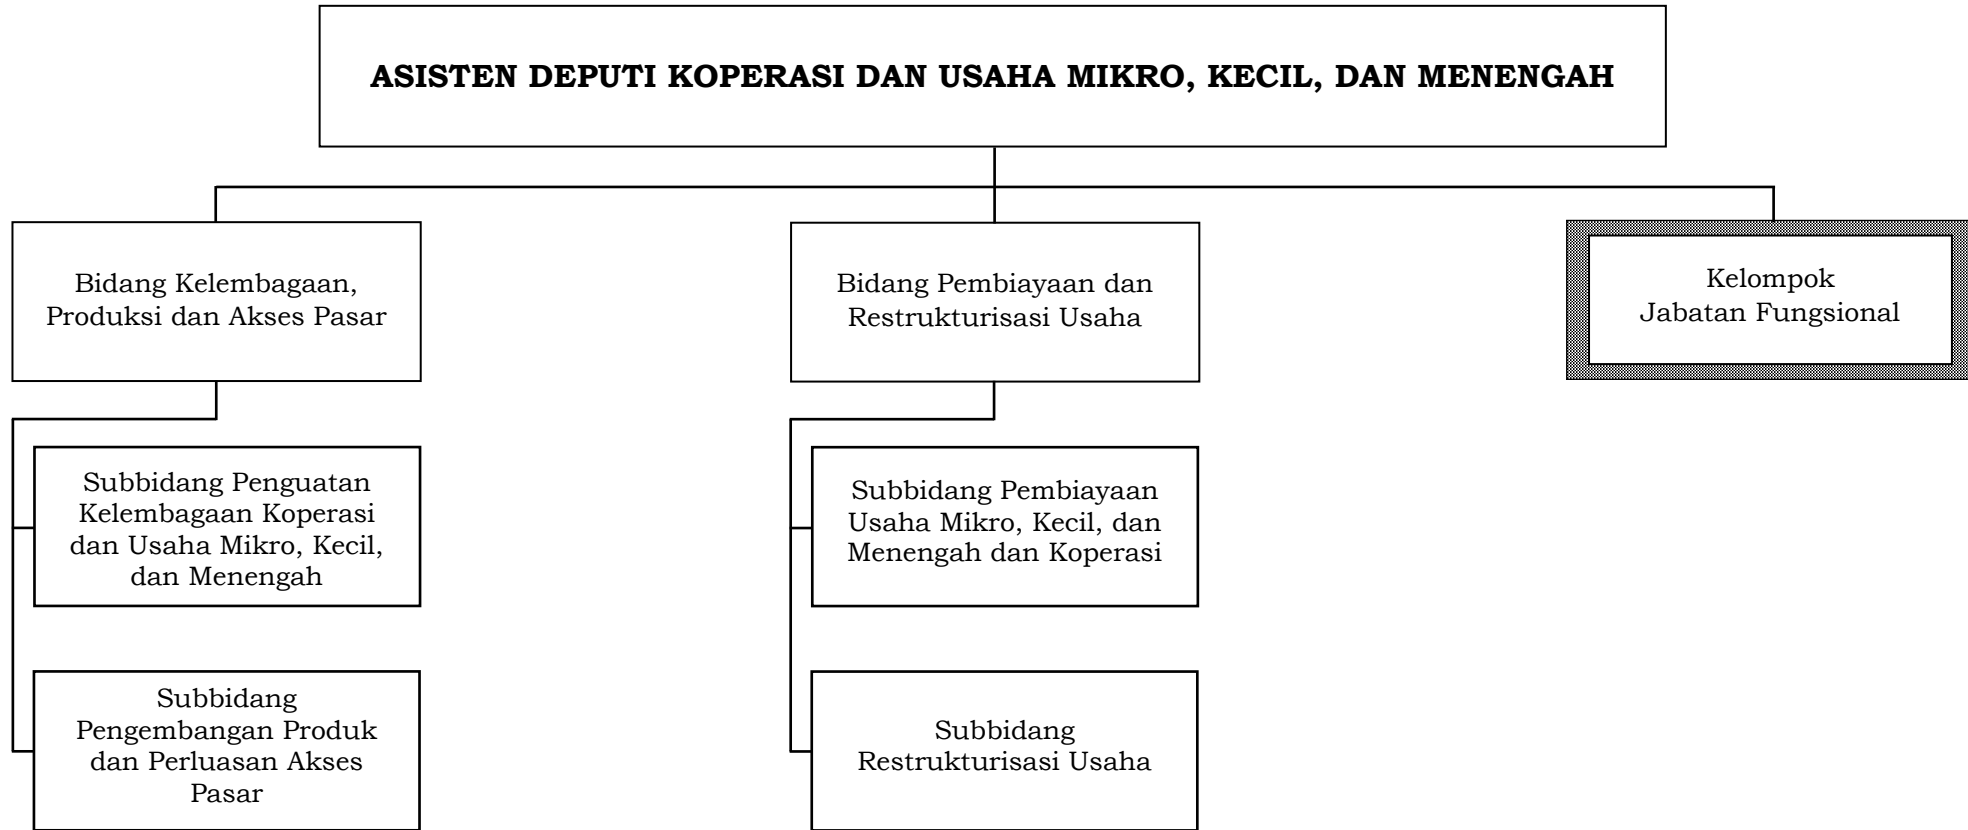 ASISTEN DEPUTI KOPERASI DAN USAHA MIKRO, KECIL, DAN MENENGAH
Bidang Kelembagaan,
Produksi dan Akses Pasar
Bidang Pembiayaan dan
Restrukturisasi Usaha
Kelompok
Jabatan Fungsional
Subbidang Penguatan
Kelembagaan Koperasi
dan Usaha Mikro, Kecil,
dan Menengah
Subbidang Pembiayaan
Usaha Mikro, Kecil, dan
Menengah dan Koperasi
Subbidang
Pengembangan Produk
dan Perluasan Akses
Pasar
Subbidang
Restrukturisasi Usaha